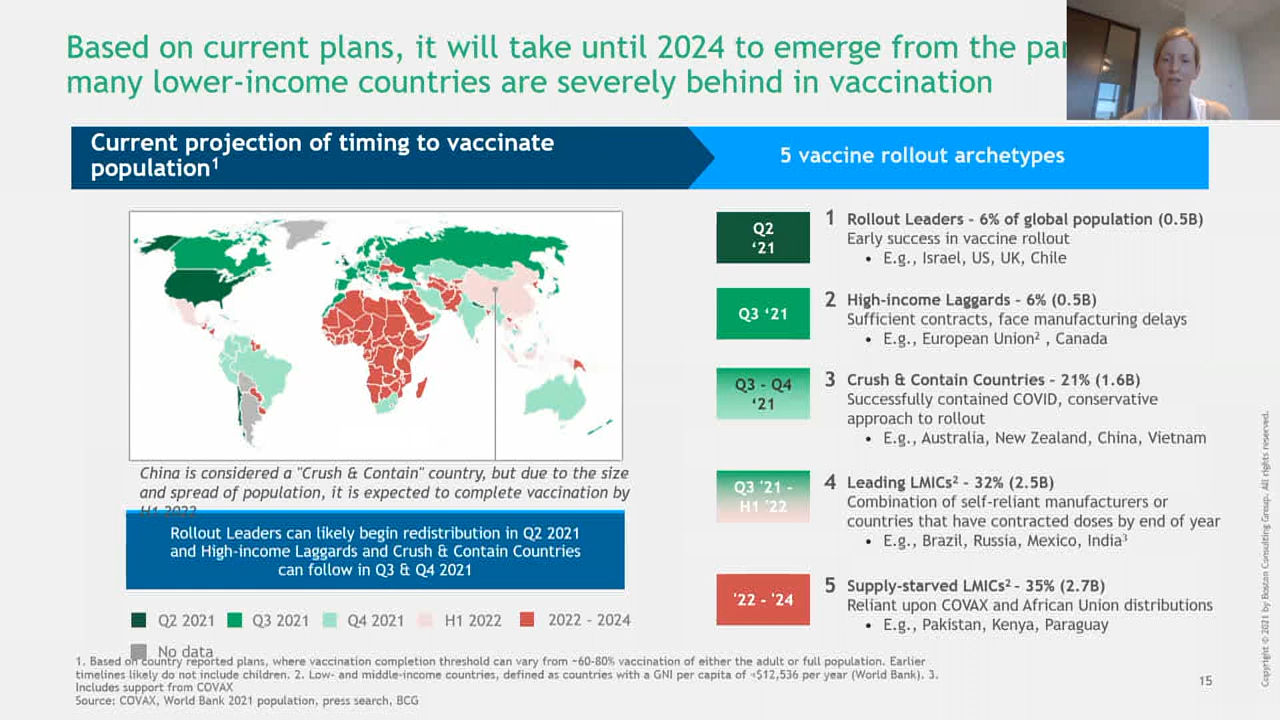 Based on current plans, it will take until 2024 to emerge from the
many lower-income countries are severely behind in vaccination
Current projection of timing to vaccinate
population¹
5 vaccine rollout archetypes
China is considered a "Crush & Contain" country, but due to the size
and spread of population, it is expected to complete vaccination by
H1 2022
Rollout Leaders can likely begin redistribution in Q2 2021
and High-income Laggards and Crush & Contain Countries
can follow in Q3 & Q4 2021
Q2 2021 Q3 2021 Q4 2021 H1 2022 2022 - 2024
No data
Q2
‘21
1 Rollout Leaders – 6% of global population (0.5B)
Early success in vaccine rollout
• E.g., Israel, US, UK, Chile
Q3 ‘21
2 High-income Laggards – 6% (0.5B)
Sufficient contracts, face manufacturing delays
• E.g., European Union² , Canada
Q3 - Q4
‘21
3 Crush & Contain Countries – 21% (1.6B)
Successfully contained COVID, conservative
approach to rollout
• E.g., Australia, New Zealand, China, Vietnam
Q3 '21 -
H1 '22
4 Leading LMICs² - 32% (2.5B)
Combination of self-reliant manufacturers or
countries that have contracted doses by end of year
• E.g., Brazil, Russia, Mexico, India³
'22 - '24
5 Supply-starved LMICs² – 35% (2.7B)
Reliant upon COVAX and African Union distributions
• E.g., Pakistan, Kenya, Paraguay
1. Based on country reported plans, where vaccination completion threshold can vary from ~60-80% vaccination of either the adult or full population. Earlier
timelines likely do not include children. 2. Low- and middle-income countries, defined as countries with a GNI per capita of <$12,536 per year (World Bank). 3.
Includes support from COVAX
Source: COVAX, World Bank 2021 population, press search, BCG
15
Copyright © 2021 by Boston Consulting Group. All rights reserved.